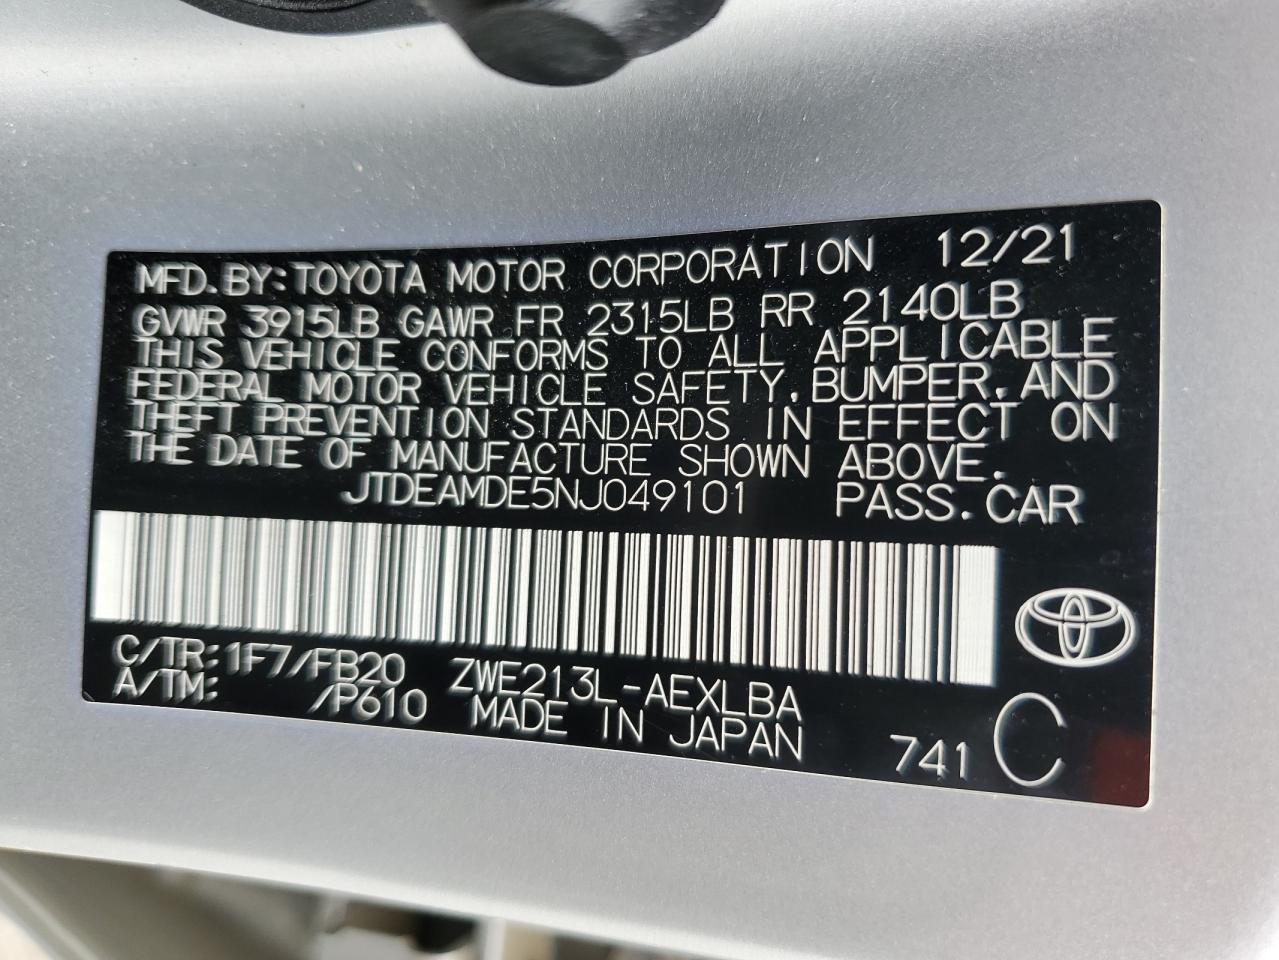 MFD. BY: TOYOTA MOTOR CORPORATION 12/21
GVWR 3915LB GAWR FR 2315LB RR 2140LB
THIS VEHICLE CONFORMS TO ALL APPLICABLE
FEDERAL MOTOR VEHICLE SAFETY, BUMPER, AND
THEFT PREVENTION STANDARDS IN EFFECT ON
THE DATE OF MANUFACTURE SHOWN ABOVE.
JTDEAMDE5NJ049101 PASS. CAR
C/TR: 1F7/FB20 ZWE213L-AEXLBA
A/TM: /P610 MADE IN JAPAN 741 C